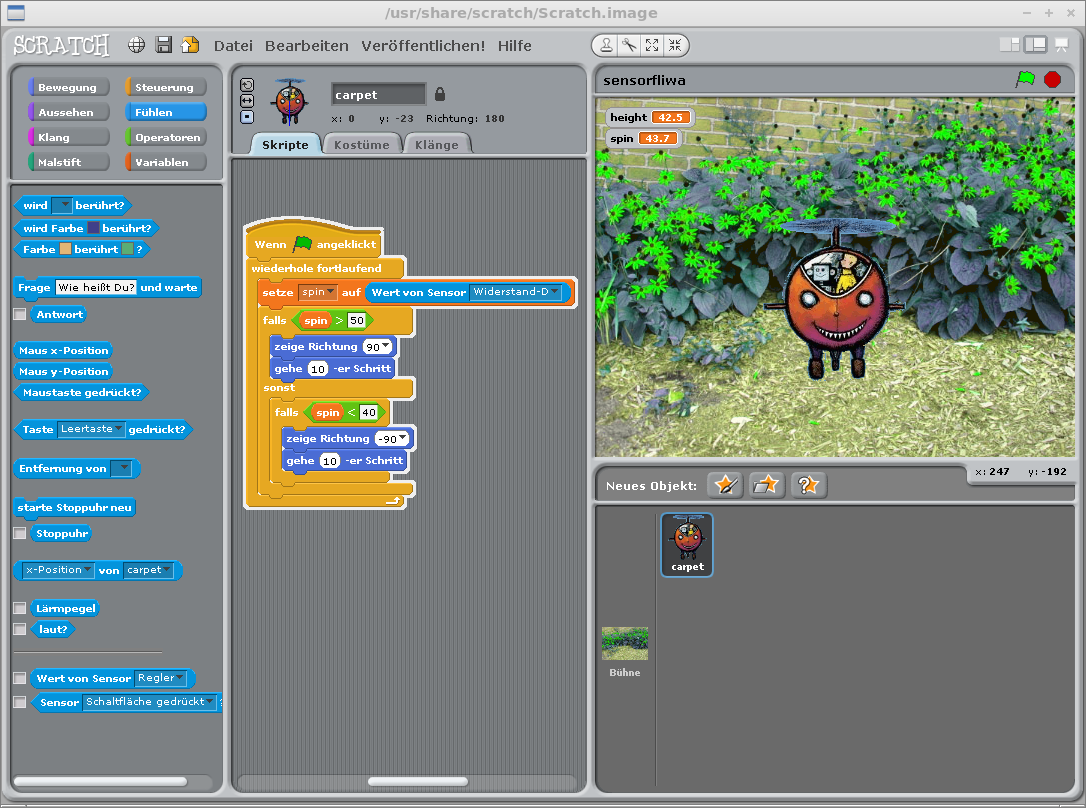 /usr/share/scratch/Scratch.image
SCRATCH Datei Bearbeiten Veröffentlichen! Hilfe
Bewegung Steuerung
Aussehen Fühlen
Klang Operatoren
Malstift Variablen
wird berührt?
wird Farbe berührt?
Farbe berührt ?
Frage Wie heißt Du? und warte
Antwort
Maus x-Position
Maus y-Position
Maustaste gedrückt?
Taste Leertaste gedrückt?
Entfernung von
starte Stoppuhr neu
Stoppuhr
x-Position von carpet
Lärmpegel
laut?
Wert von Sensor Regler
Sensor Schaltfläche gedrückt ?
carpet
x: 0 y: -23 Richtung: 180
Skripte Kostüme Klänge
Wenn angeklickt
wiederhole fortlaufend
setze spin auf Wert von Sensor Widerstand-D
falls spin > 50
zeige Richtung 90
gehe 10 -er Schritt
sonst
falls spin < 40
zeige Richtung -90
gehe 10 -er Schritt
sensorfliwa
height 42.5
spin 43.7
x: 247 y: -192
Neues Objekt:
carpet
Bühne